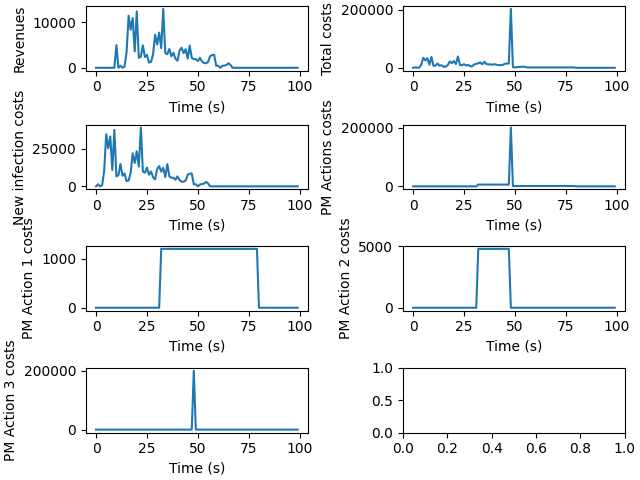 Revenues
10000
0
0 25 50 75 100
Time (s)
Total costs
200000
0
0 25 50 75 100
Time (s)
New infection costs
25000
0
0 25 50 75 100
Time (s)
PM Actions costs
200000
0
0 25 50 75 100
Time (s)
PM Action 1 costs
1000
0
0 25 50 75 100
Time (s)
PM Action 2 costs
5000
0
0 25 50 75 100
Time (s)
PM Action 3 costs
200000
0
0 25 50 75 100
Time (s)
1.0
0.5
0.0
0.0 0.2 0.4 0.6 0.8 1.0